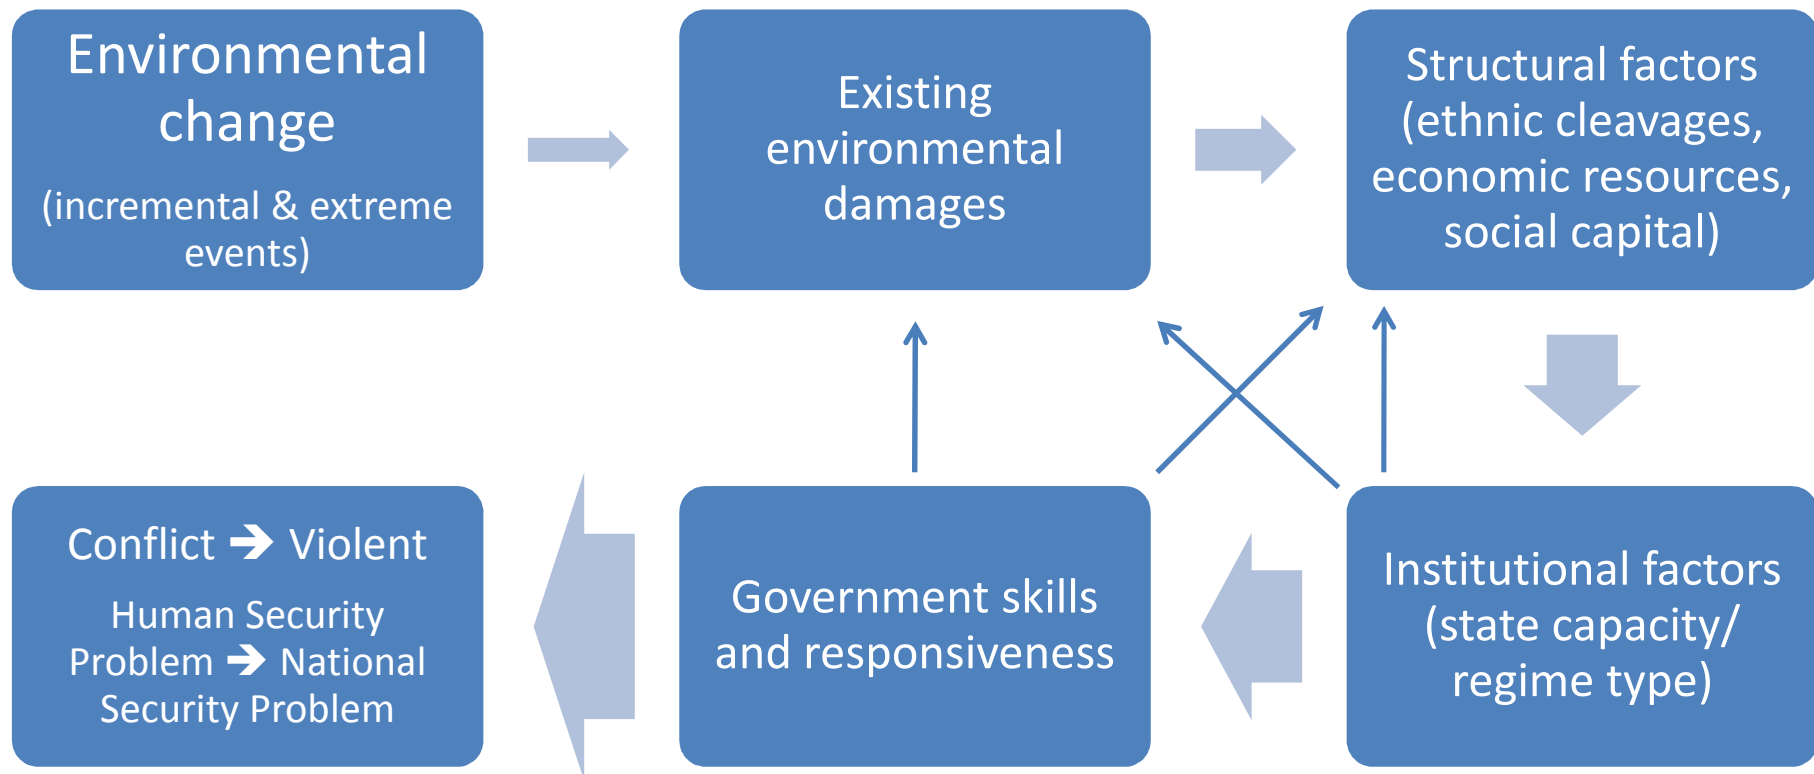 Environmental
change
(incremental & extreme
events)
Existing
environmental
damages
Structural factors
(ethnic cleavages,
economic resources,
social capital)
Conflict ➔ Violent
Human Security
Problem ➔ National
Security Problem
Government skills
and responsiveness
Institutional factors
(state capacity/
regime type)